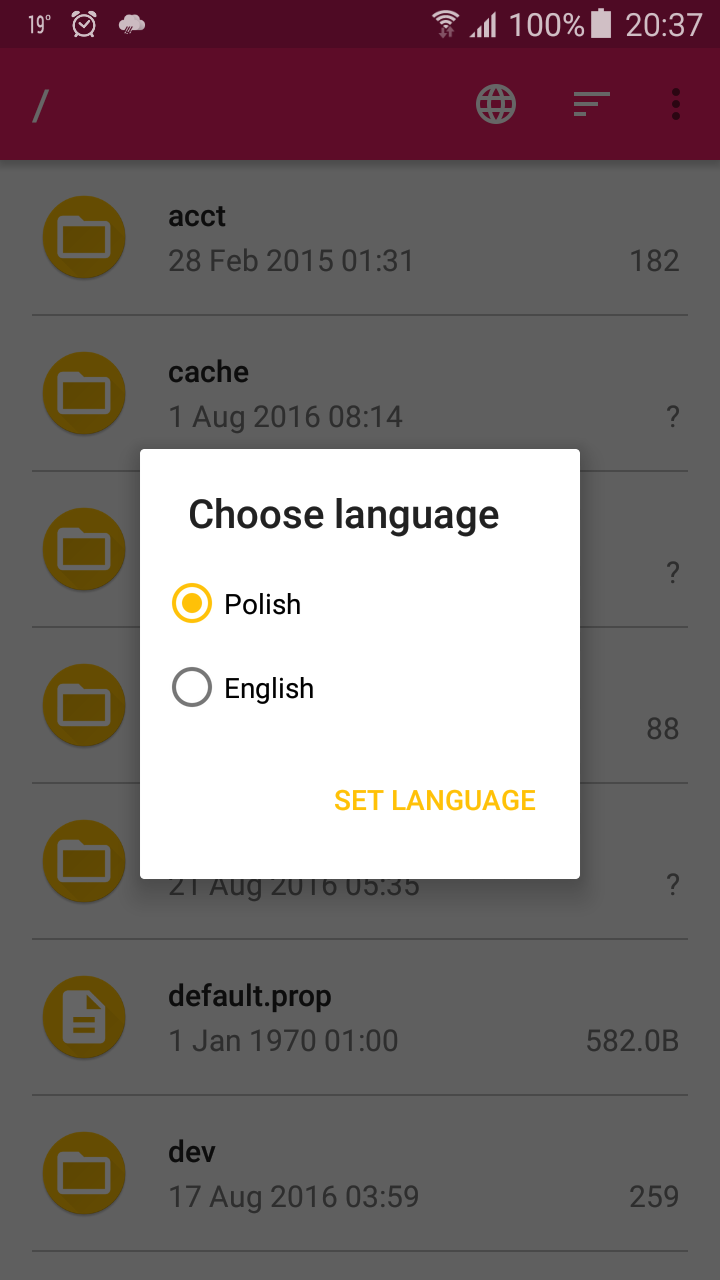 19° 100% 20:37
/
acct
28 Feb 2015 01:31 182
cache
1 Aug 2016 08:14 ?
Choose language
?
Polish
English
88
SET LANGUAGE
21 Aug 2016 05:35 ?
default.prop
1 Jan 1970 01:00 582.0B
dev
17 Aug 2016 03:59 259